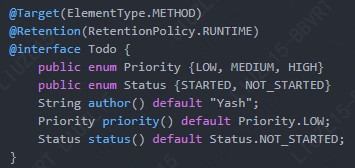 @Target(ElementType.METHOD)
@Retention(RetentionPolicy.RUNTIME)
@interface Todo {
    public enum Priority {LOW, MEDIUM, HIGH}
    public enum Status {STARTED, NOT_STARTED}
    String author() default "Yash";
    Priority priority() default Priority.LOW;
    Status status() default Status.NOT_STARTED;
}